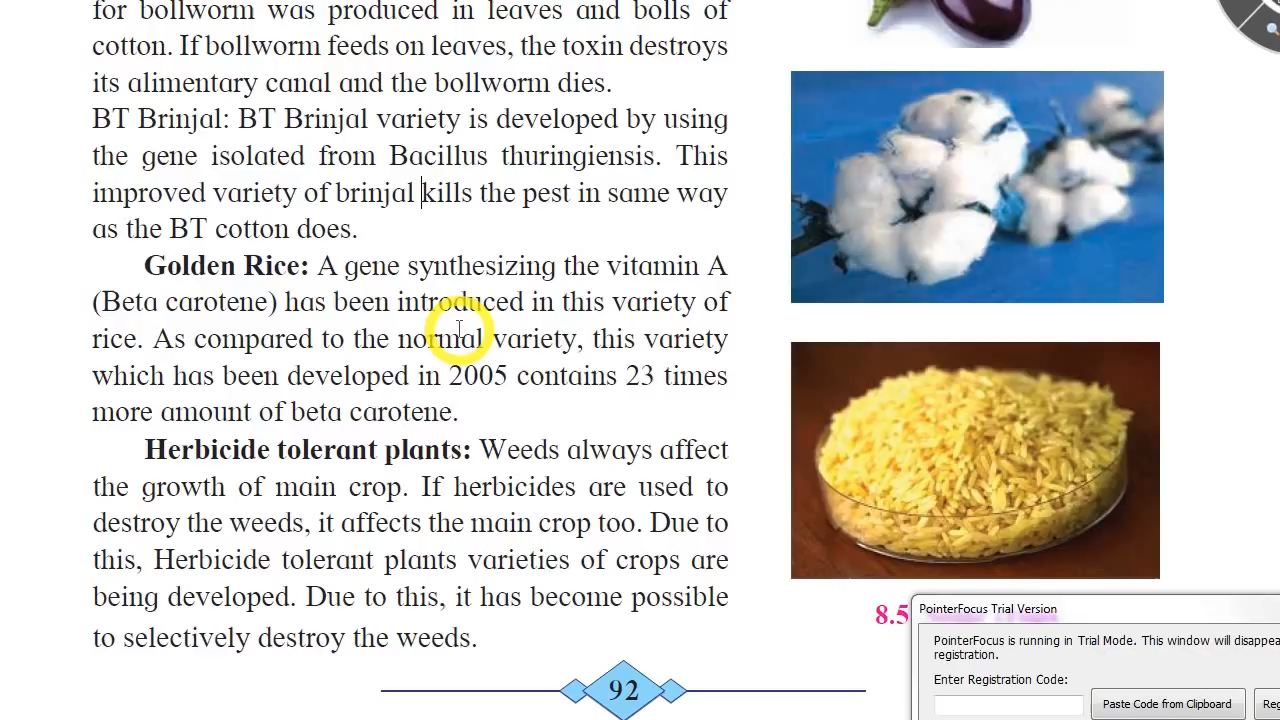 for bollworm was produced in leaves and bolls of
cotton. If bollworm feeds on leaves, the toxin destroys
its alimentary canal and the bollworm dies.
BT Brinjal: BT Brinjal variety is developed by using
the gene isolated from Bacillus thuringiensis. This
improved variety of brinjal kills the pest in same way
as the BT cotton does.
Golden Rice: A gene synthesizing the vitamin A
(Beta carotene) has been introduced in this variety of
rice. As compared to the normal variety, this variety
which has been developed in 2005 contains 23 times
more amount of beta carotene.
Herbicide tolerant plants: Weeds always affect
the growth of main crop. If herbicides are used to
destroy the weeds, it affects the main crop too. Due to
this, Herbicide tolerant plants varieties of crops are
being developed. Due to this, it has become possible
to selectively destroy the weeds.
92
8.5
PointerFocus Trial Version
PointerFocus is running in Trial Mode. This window will disappea
registration.
Enter Registration Code:
Paste Code from Clipboard
Reg